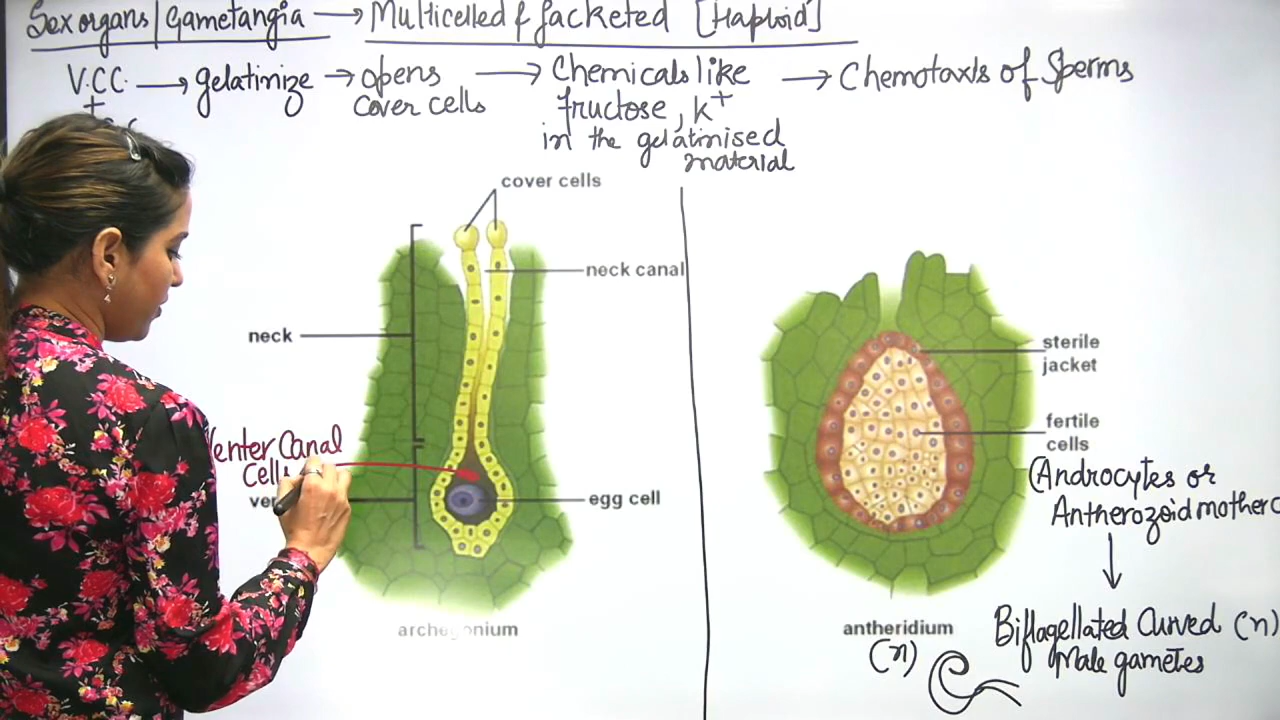 Sex organs/Gametangia → Multicelled & Jacketed [Haploid]
V.CC. → gelatinize → opens → Chemicals like → Chemotaxis of Sperms
+ cover cells fructose, K+
in the gelatinised
material
cover cells
neck canal
neck
Venter Canal
Cells
egg cell
archegonium
sterile
jacket
fertile
cells
(Androcytes or
Antherozoid
↓
antheridium
(n)
Biflagellated Curved (n)
Male gametes